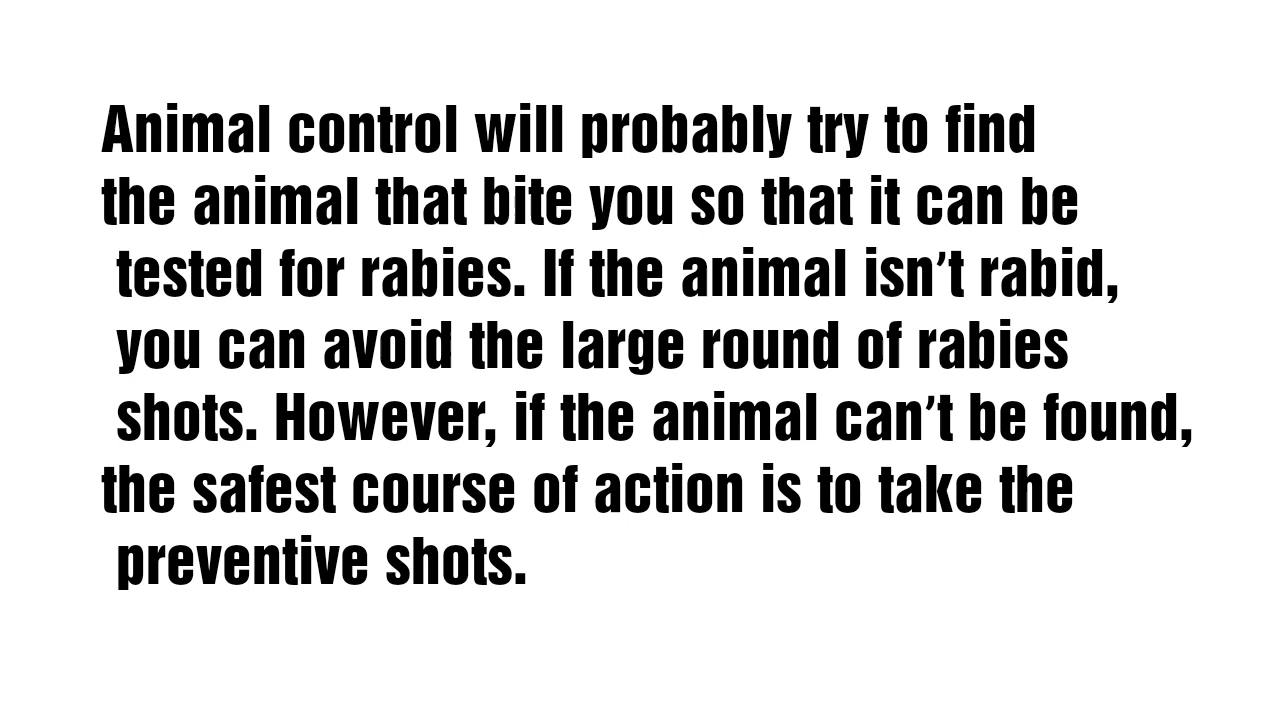 Animal control will probably try to find
the animal that bite you so that it can be
tested for rabies. If the animal isn’t rabid,
you can avoid the large round of rabies
shots. However, if the animal can’t be found,
the safest course of action is to take the
preventive shots.